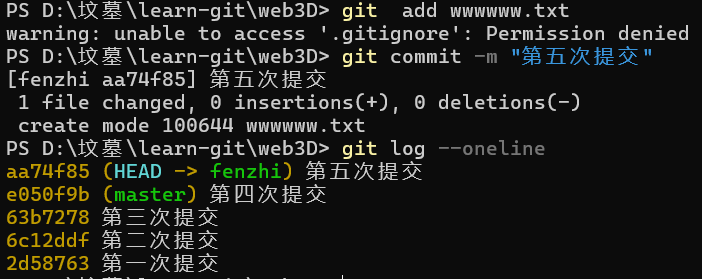 PS D:\坟墓\learn-git\web3D> git  add wwwwww.txt
warning: unable to access '.gitignore': Permission denied
PS D:\坟墓\learn-git\web3D> git commit -m "第五次提交"
[fenzhi aa74f85] 第五次提交
 1 file changed, 0 insertions(+), 0 deletions(-)
 create mode 100644 wwwwww.txt
PS D:\坟墓\learn-git\web3D> git log --oneline
aa74f85 (HEAD -> fenzhi) 第五次提交
e050f9b (master) 第四次提交
63b7278 第三次提交
6c12ddf 第二次提交
2d58763 第一次提交